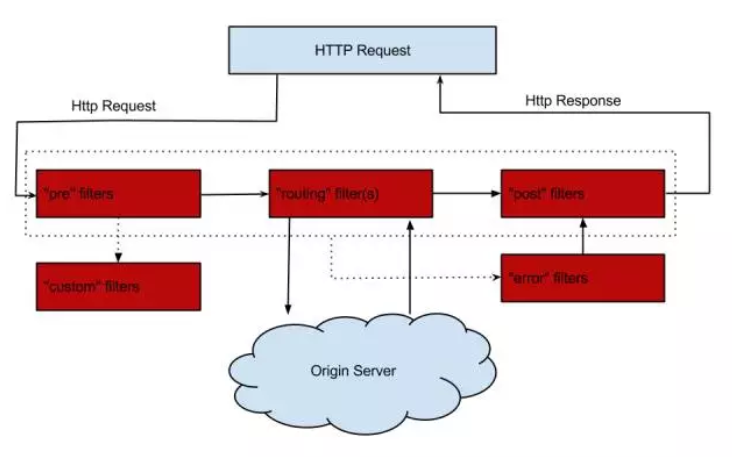 HTTP Request
Http Request
Http Response
"pre" filters
"routing" filter(s)
"post" filters
"custom" filters
"error" filters
Origin Server